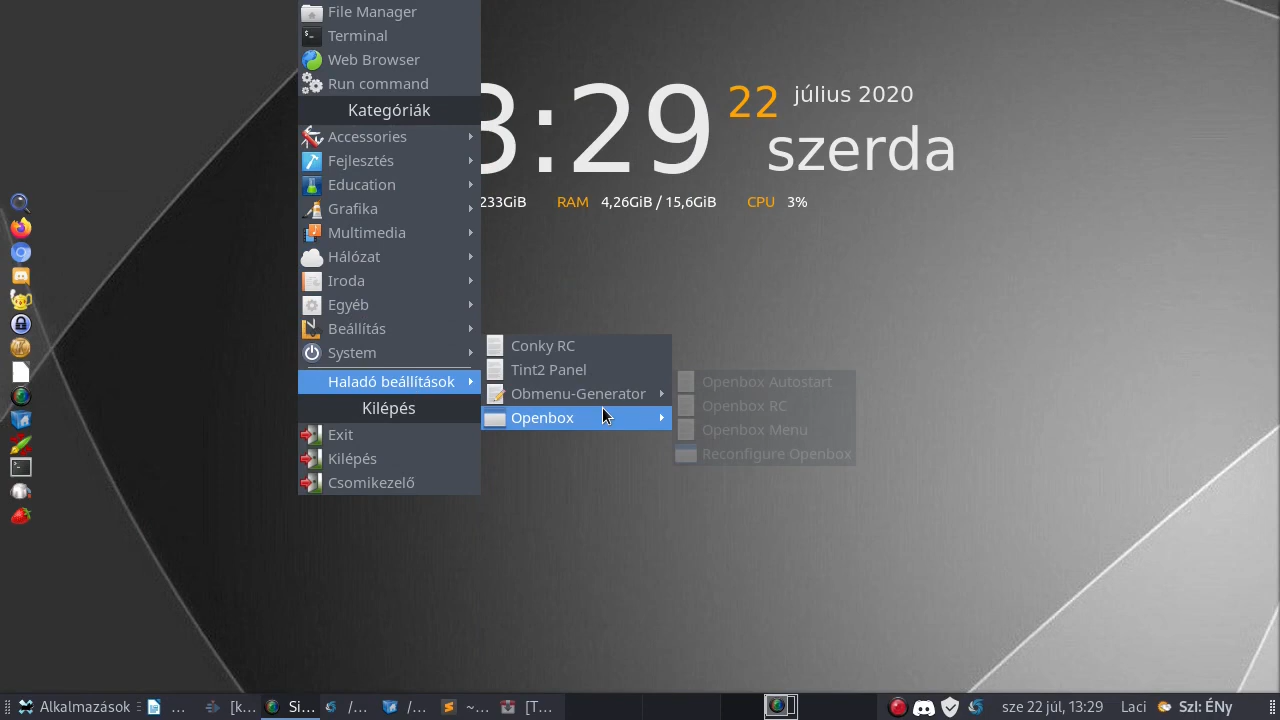 File Manager
Terminal
Web Browser
Run command
Kategóriák
Accessories
Fejlesztés
Education
Grafika
Multimedia
Hálózat
Iroda
Egyéb
Beállítás
System
Haladó beállítások
Kilépés
Exit
Kilépés
Csomikezelő
Conky RC
Tint2 Panel
Obmenu-Generator
Openbox
Openbox Autostart
Openbox RC
Openbox Menu
Reconfigure Openbox
3:29
22 július 2020
szerda
233GiB RAM 4,26GiB / 15,6GiB CPU 3%
Alkalmazások ... [k... Si... /... /... ~... [T... sze 22 júl, 13:29 Laci Szl: ÉNy